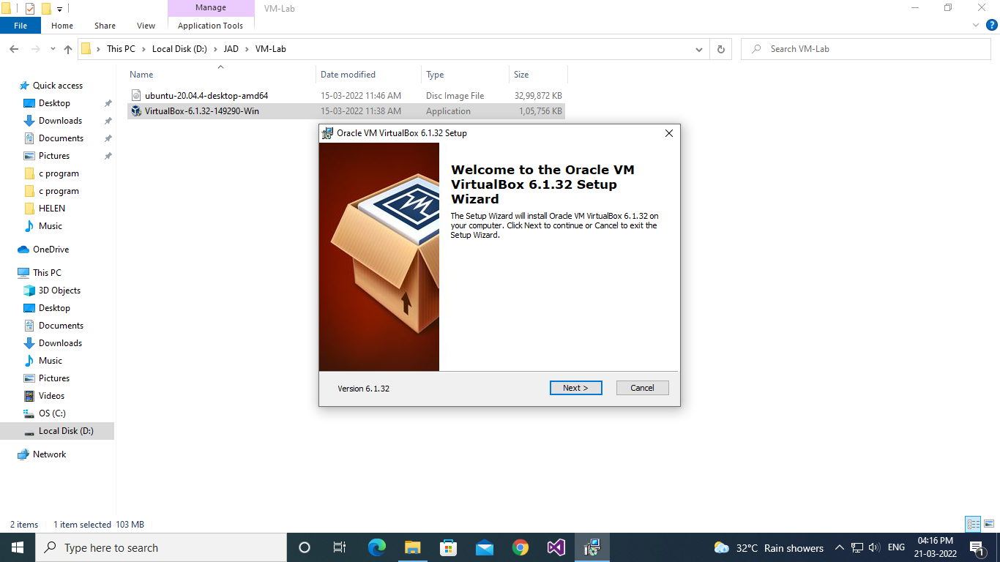 Manage
VM-Lab
File
Home
Share
View
Application Tools
?
This PC
Local Disk (D:)
JAD
VM-Lab
Search VM-Lab
Name
Date modified
Type
Size
ubuntu-20.04.4-desktop-amd64
15-03-2022 11:46 AM
Disc Image File
32,99,872 KB
VirtualBox-6.1.32-149290-Win
15-03-2022 11:38 AM
Application
1,05,756 KB
Quick access
Desktop
Downloads
Documents
Pictures
c program
c program
HELEN
Music
OneDrive
This PC
3D Objects
Desktop
Documents
Downloads
Music
Pictures
Videos
OS (C:)
Local Disk (D:)
Network
Oracle VM VirtualBox 6.1.32 Setup
Welcome to the Oracle VM
VirtualBox 6.1.32 Setup
Wizard
The Setup Wizard will install Oracle VM VirtualBox 6.1.32 on
your computer. Click Next to continue or Cancel to exit the
Setup Wizard.
Version 6.1.32
Next >
Cancel
2 items
1 item selected 103 MB
Type here to search
32°C Rain showers
ENG
04:16 PM
21-03-2022
1